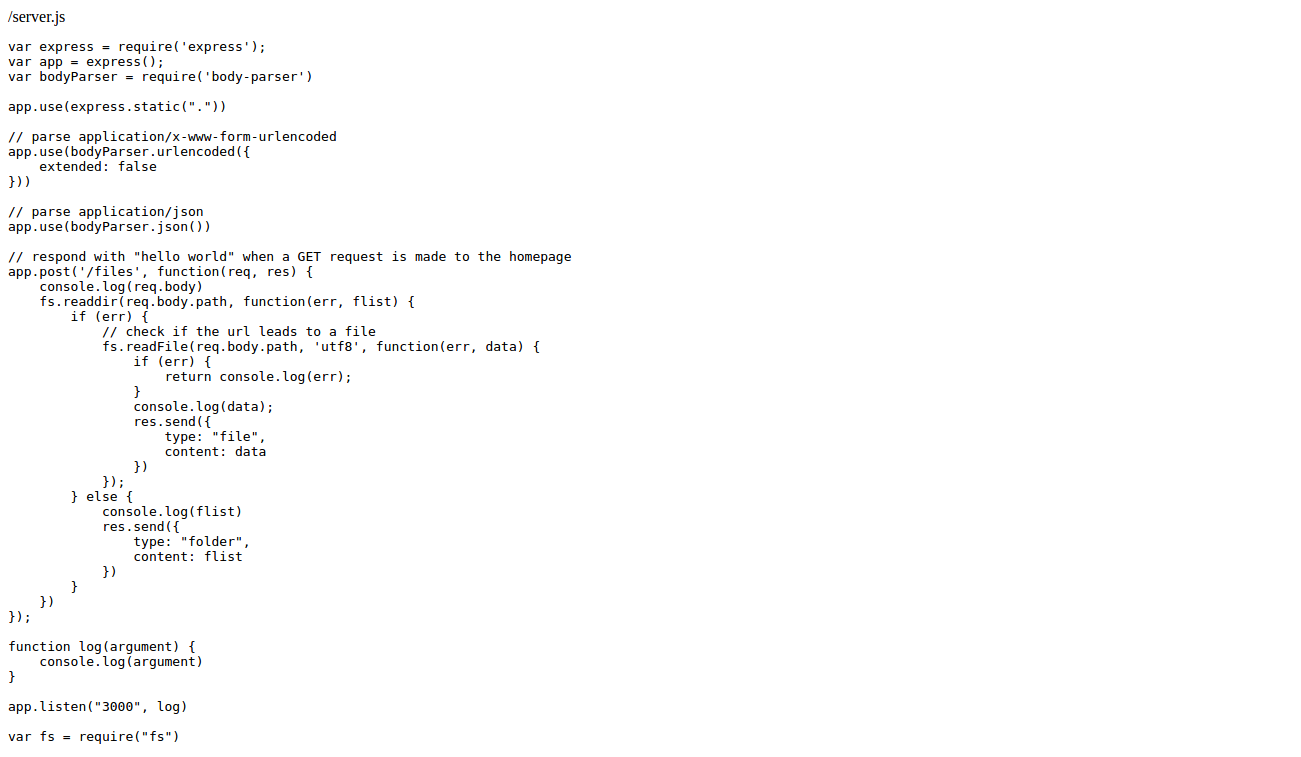 /server.js
var express = require('express');
var app = express();
var bodyParser = require('body-parser')

app.use(express.static("."))

// parse application/x-www-form-urlencoded
app.use(bodyParser.urlencoded({
    extended: false
}))

// parse application/json
app.use(bodyParser.json())

// respond with "hello world" when a GET request is made to the homepage
app.post('/files', function(req, res) {
    console.log(req.body)
    fs.readdir(req.body.path, function(err, flist) {
        if (err) {
            // check if the url leads to a file
            fs.readFile(req.body.path, 'utf8', function(err, data) {
                if (err) {
                    return console.log(err);
                }
                console.log(data);
                res.send({
                    type: "file",
                    content: data
                })
            });
        } else {
            console.log(flist)
            res.send({
                type: "folder",
                content: flist
            })
        }
    })
});

function log(argument) {
    console.log(argument)
}

app.listen("3000", log)

var fs = require("fs")